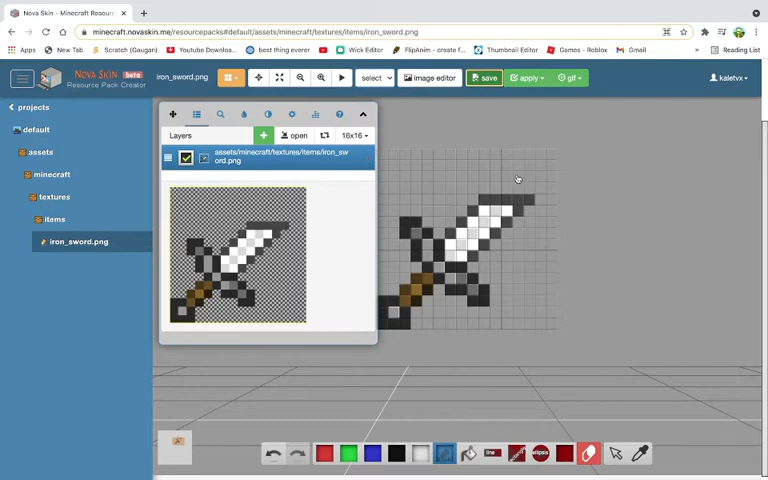 Nova Skin - Minecraft Resourc
minecraft.novaskin.me/resourcepacks#default/assets/minecraft/textures/items/iron_sword.png
Apps
New Tab
Scratch (Gaugan)
Youtube Downloa...
best thing everer
Wick Editor
FlipAnim - create f...
Thumbnail Editor
Games - Roblox
Gmail
Reading List
NOVA SKIN beta
Resource Pack Creator
iron_sword.png
select
image editor
save
apply
gif
kaletvx
projects
default
assets
minecraft
textures
items
iron_sword.png
Layers
open
16x16
assets/minecraft/textures/items/iron_sw
ord.png
line
elipsis